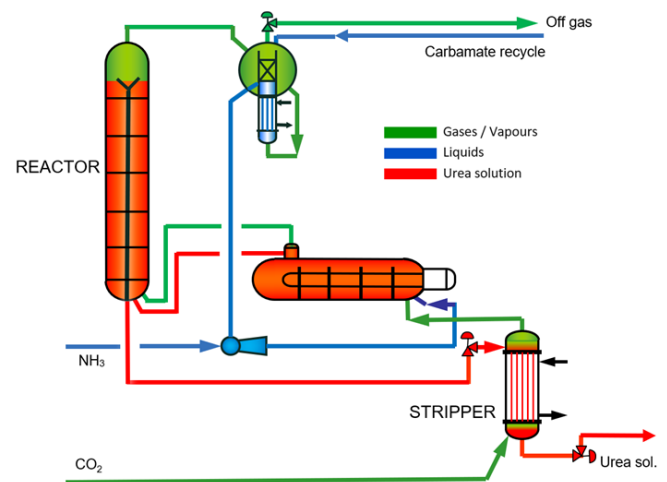 Off gas
Carbamate recycle
Gases / Vapours
Liquids
Urea solution
REACTOR
NH₃
STRIPPER
CO₂
Urea sol.